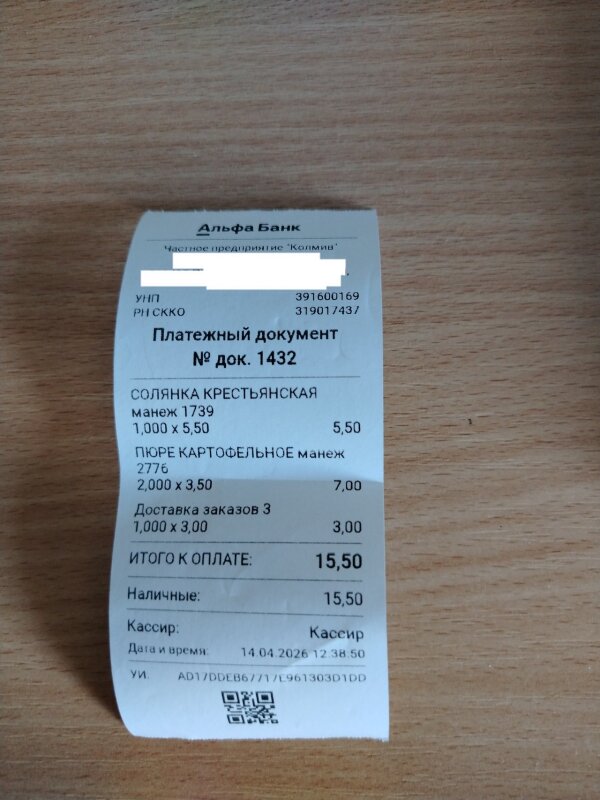 Альфа Банк
Частное предприятие "Колмив"
УНП 391600169
РН СККО 319017437
Платежный документ
№ док. 1432
СОЛЯНКА КРЕСТЬЯНСКАЯ
манеж 1739
1,000 x 5,50 5,50
ПЮРЕ КАРТОФЕЛЬНОЕ манеж
2776
2,000 x 3,50 7,00
Доставка заказов 3
1,000 x 3,00 3,00
ИТОГО К ОПЛАТЕ: 15,50
Наличные: 15,50
Кассир: Кассир
Дата и время: 14.04.2026 12:38:50
УИ: